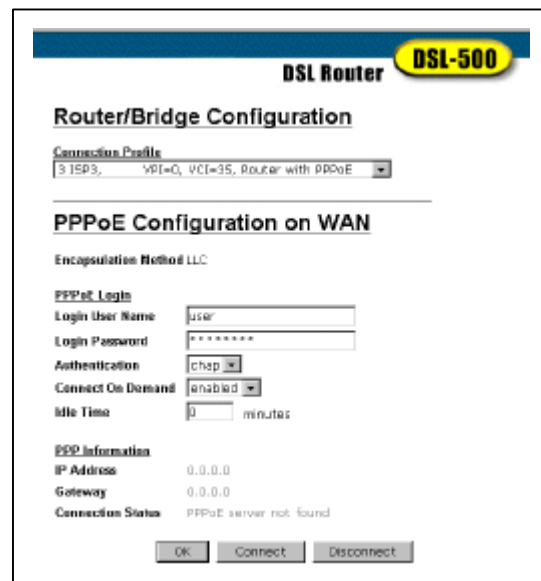 DSL-500
DSL Router
Router/Bridge Configuration
Connection Profile
3 ISP3, VPI=0, VCI=35, Router with PPPoE
PPPoE Configuration on WAN
Encapsulation Method LLC
PPPoE Login
Login User Name user
Login Password ********
Authentication chap
Connect On Demand enabled
Idle Time 0 minutes
PPP Information
IP Address 0.0.0.0
Gateway 0.0.0.0
Connection Status PPPoE server not found
OK Connect Disconnect